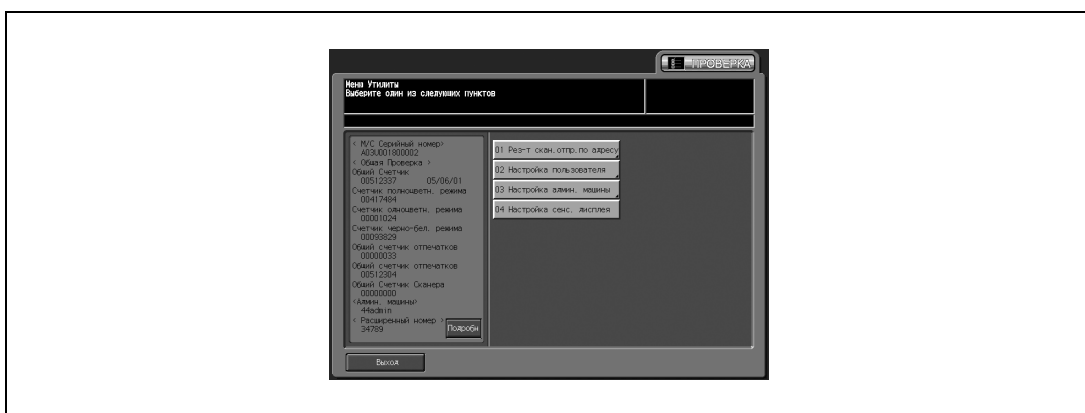 ПРОВЕРКА
Меню Утилиты
Выберите один из следующих пунктов
< М/С Серийный номер>
A03U001800002
< Общая Проверка >
Общий Счетчик
00512337 05/06/01
Счетчик полноцветн. режима
00417484
Счетчик одноцветн. режима
00001024
Счетчик черно-бел. режима
00093829
Общий счетчик отпечатков
00000033
Общий счетчик отпечатков
00512304
Общий Счетчик Сканера
00000000
<Админ. машины>
44admin
< Расширенный номер >
34789
Подробн
01 Рез-т скан.отпр.по адресу
02 Настройка пользователя
03 Настройка админ. машины
04 Настройка сенс. дисплея
Выход